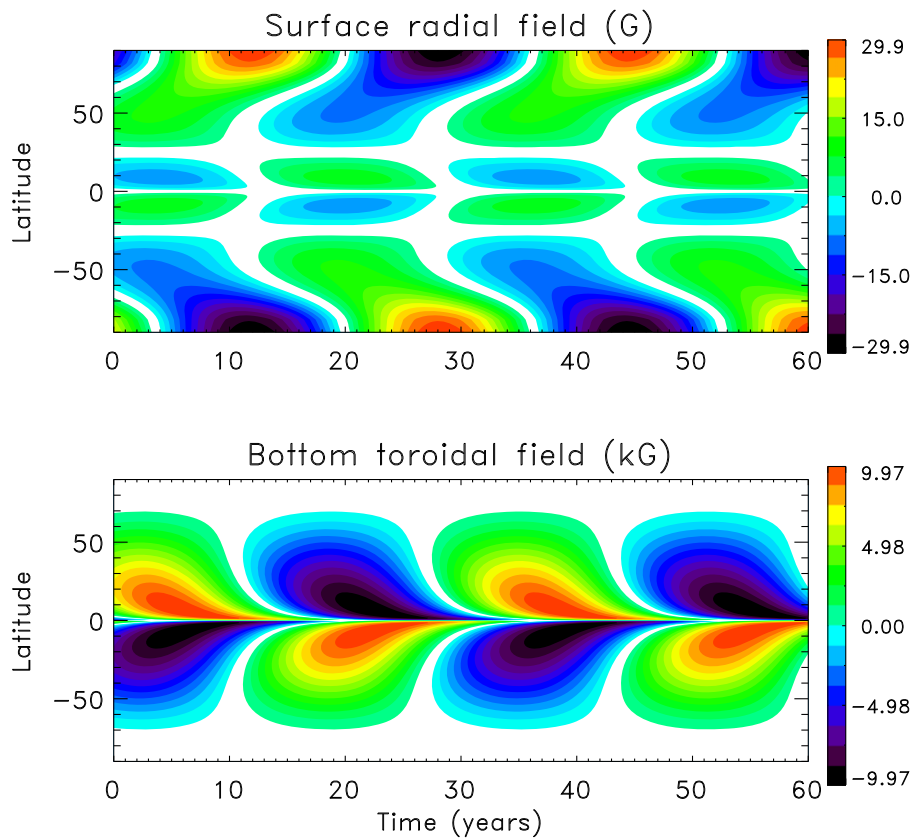 Surface radial field (G)
29.9
15.0
0.0
−15.0
−29.9
Latitude
50
0
−50
0 10 20 30 40 50 60
Bottom toroidal field (kG)
9.97
4.98
0.00
−4.98
−9.97
Latitude
50
0
−50
0 10 20 30 40 50 60
Time (years)